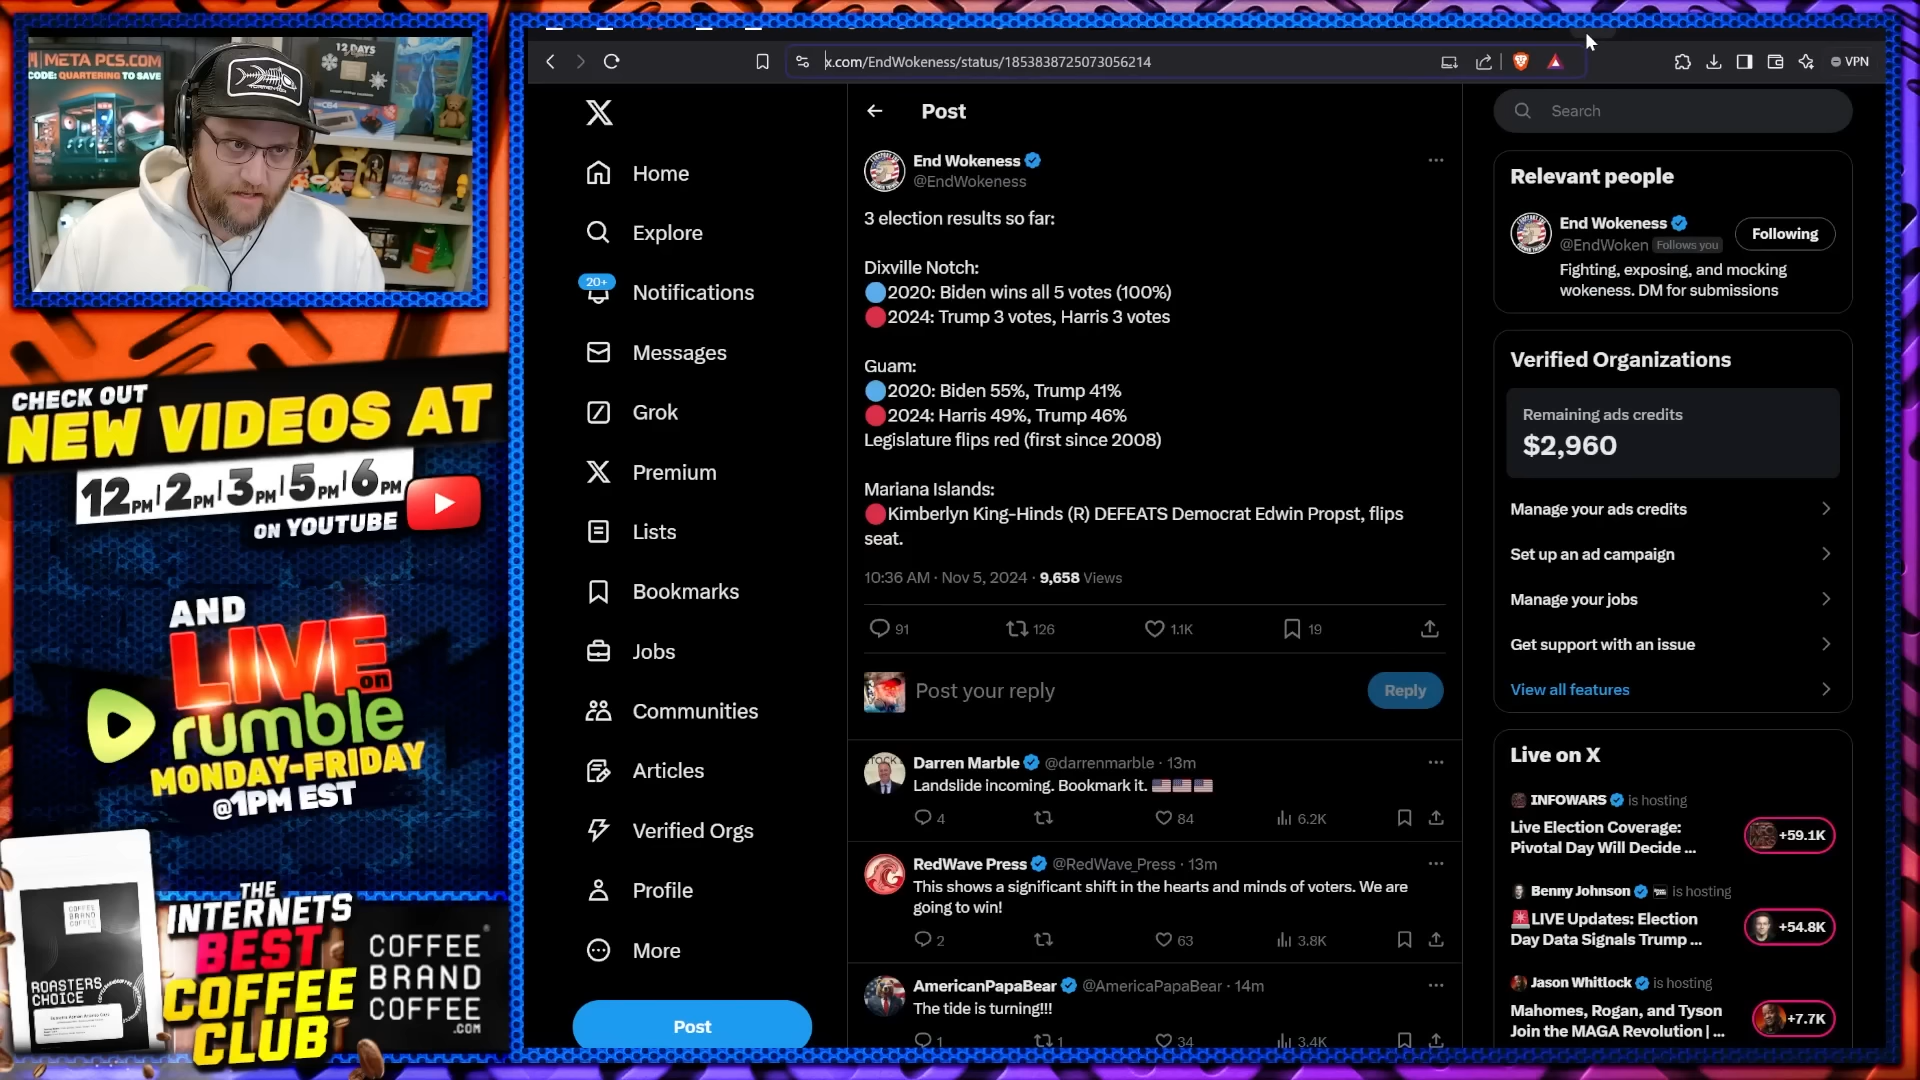 META PCS.COM
CODE: QUARTERING TO SAVE
12 DAYS
CHECK OUT
NEW VIDEOS AT
12PM | 2PM | 3PM | 5PM | 6PM
ON YOUTUBE
AND
LIVE on
rumble
MONDAY-FRIDAY
@1PM EST
COFFEE
BRAND
COFFEE
ROASTERS
CHOICE
THE
INTERNETS
BEST
COFFEE
CLUB
COFFEE
BRAND
COFFEE
.COM
x.com/EndWokeness/status/1853838725073056214
VPN
Home
Explore
20+
Notifications
Messages
Grok
Premium
Lists
Bookmarks
Jobs
Communities
Articles
Verified Orgs
Profile
More
Post
Post
End Wokeness
@EndWokeness
3 election results so far:
Dixville Notch:
2020: Biden wins all 5 votes (100%)
2024: Trump 3 votes, Harris 3 votes
Guam:
2020: Biden 55%, Trump 41%
2024: Harris 49%, Trump 46%
Legislature flips red (first since 2008)
Mariana Islands:
Kimberlyn King-Hinds (R) DEFEATS Democrat Edwin Propst, flips
seat.
10:36 AM · Nov 5, 2024 · 9,658 Views
91 126 1.1K 19
Post your reply
Reply
Darren Marble @darrenmarble · 13m
Landslide incoming. Bookmark it.
4 84 6.2K
RedWave Press @RedWave_Press · 13m
This shows a significant shift in the hearts and minds of voters. We are
going to win!
2 63 3.8K
AmericanPapaBear @AmericaPapaBear · 14m
The tide is turning!!!
1 1 34 3.4K
Search
Relevant people
End Wokeness
@EndWoken Follows you
Following
Fighting, exposing, and mocking
wokeness. DM for submissions
Verified Organizations
Remaining ads credits
$2,960
Manage your ads credits
Set up an ad campaign
Manage your jobs
Get support with an issue
View all features
Live on X
INFOWARS is hosting
Live Election Coverage:
Pivotal Day Will Decide ...
+59.1K
Benny Johnson is hosting
LIVE Updates: Election
Day Data Signals Trump ...
+54.8K
Jason Whitlock is hosting
Mahomes, Rogan, and Tyson
Join the MAGA Revolution | ...
+7.7K